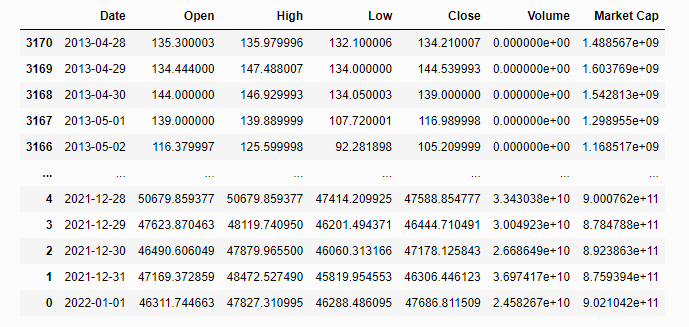 Date Open High Low Close Volume Market Cap
3170 2013-04-28 135.300003 135.979996 132.100006 134.210007 0.000000e+00 1.488567e+09
3169 2013-04-29 134.444000 147.488007 134.000000 144.539993 0.000000e+00 1.603769e+09
3168 2013-04-30 144.000000 146.929993 134.050003 139.000000 0.000000e+00 1.542813e+09
3167 2013-05-01 139.000000 139.889999 107.720001 116.989998 0.000000e+00 1.298955e+09
3166 2013-05-02 116.379997 125.599998 92.281898 105.209999 0.000000e+00 1.168517e+09
... ... ... ... ... ... ... ...
4 2021-12-28 50679.859377 50679.859377 47414.209925 47588.854777 3.343038e+10 9.000762e+11
3 2021-12-29 47623.870463 48119.740950 46201.494371 46444.710491 3.004923e+10 8.784788e+11
2 2021-12-30 46490.606049 47879.965500 46060.313166 47178.125843 2.668649e+10 8.923863e+11
1 2021-12-31 47169.372859 48472.527490 45819.954553 46306.446123 3.697417e+10 8.759394e+11
0 2022-01-01 46311.744663 47827.310995 46288.486095 47686.811509 2.458267e+10 9.021042e+11